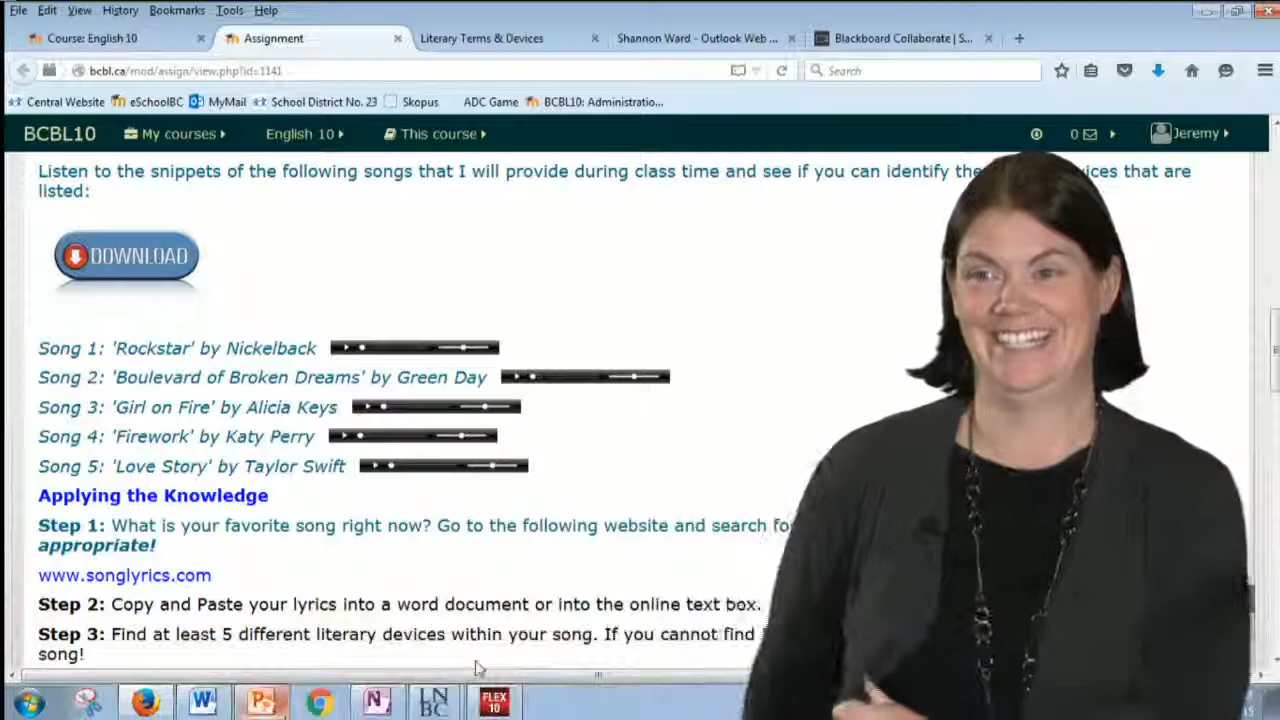 File Edit View History Bookmarks Tools Help
Course: English 10 × Assignment × Literary Terms & Devices × Shannon Ward - Outlook Web ... × Blackboard Collaborate | S... × +
bcbl.ca/mod/assign/view.php?id=1141 Search
Central Website eSchoolBC MyMail School District No. 23 Skopus ADC Game BCBL10: Administratio...
BCBL10 My courses English 10 This course 0 Jeremy
Listen to the snippets of the following songs that I will provide during class time and see if you can identify the vices that are
listed:
DOWNLOAD
Song 1: 'Rockstar' by Nickelback
Song 2: 'Boulevard of Broken Dreams' by Green Day
Song 3: 'Girl on Fire' by Alicia Keys
Song 4: 'Firework' by Katy Perry
Song 5: 'Love Story' by Taylor Swift
Applying the Knowledge
Step 1: What is your favorite song right now? Go to the following website and search fo
appropriate!
www.songlyrics.com
Step 2: Copy and Paste your lyrics into a word document or into the online text box.
Step 3: Find at least 5 different literary devices within your song. If you cannot find
song!
LN
BC
FLEX
10